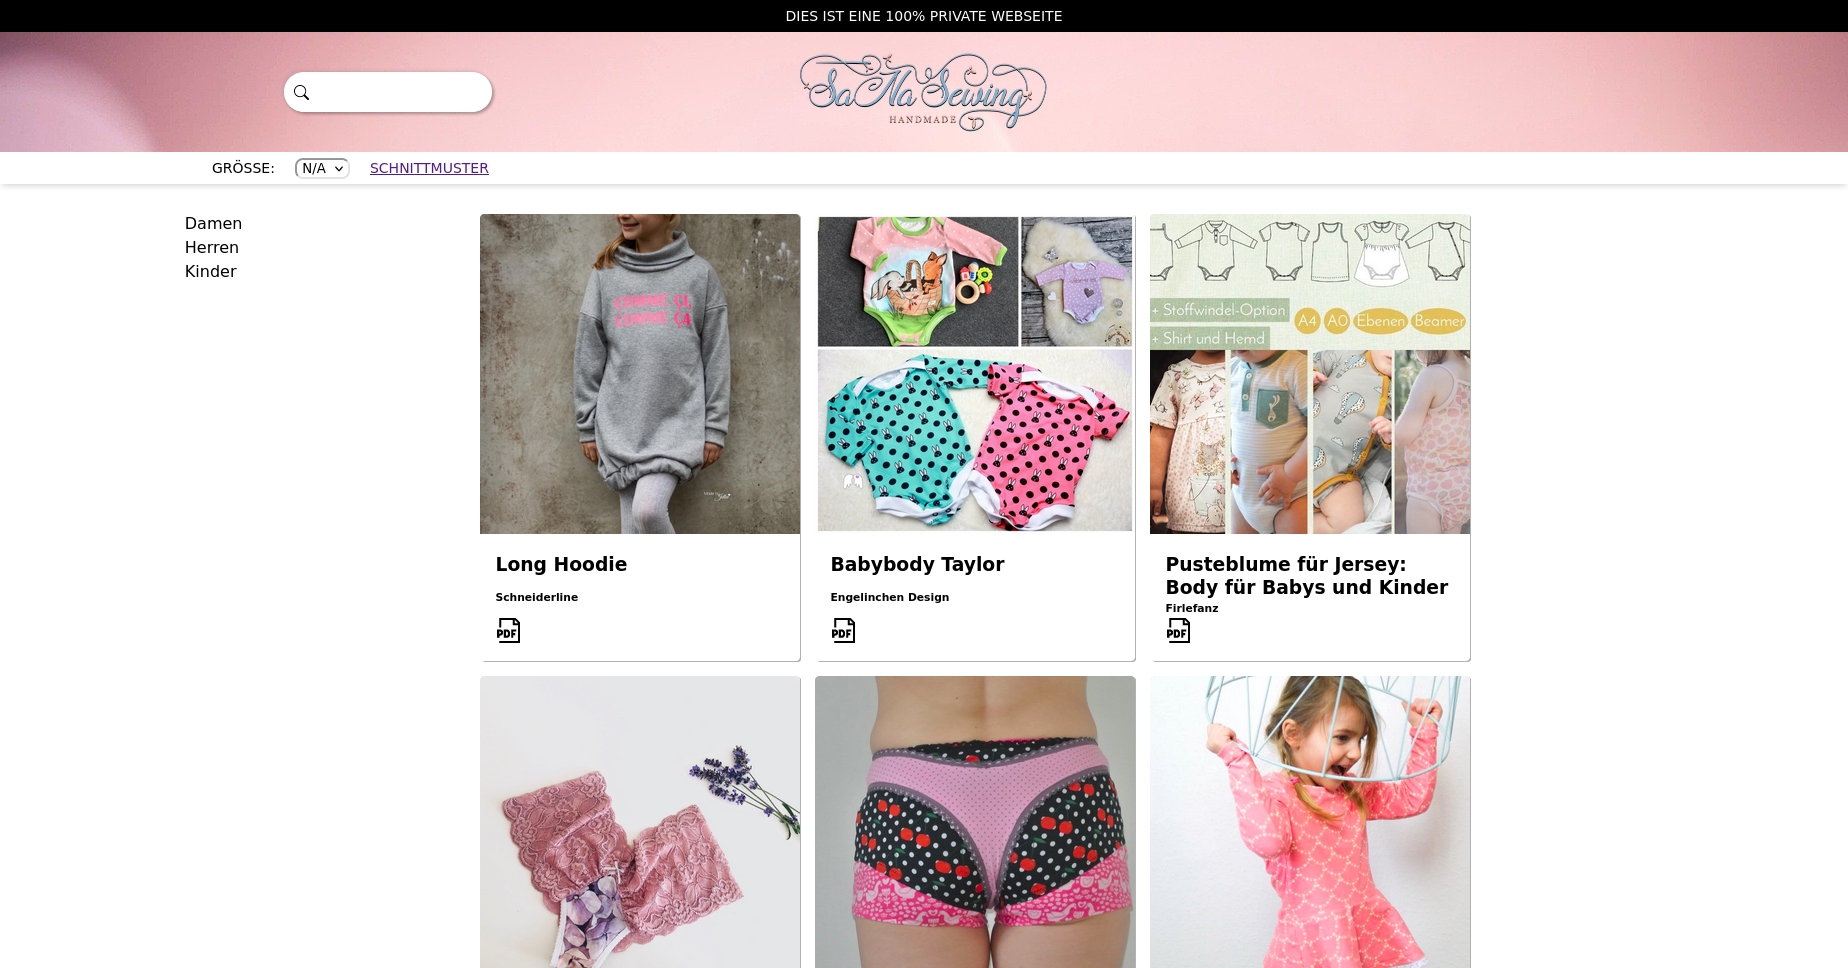 DIES IST EINE 100% PRIVATE WEBSEITE
SaNaSewing
HANDMADE
GRÖSSE:
N/A
SCHNITTMUSTER
Damen
Herren
Kinder
COMME ÇI,
COMME ÇA
+ Stoffwindel-Option
A4 A0 Ebenen Beamer
+ Shirt und Hemd
Long Hoodie
Schneiderline
PDF
Babybody Taylor
Engelinchen Design
PDF
Pusteblume für Jersey:
Body für Babys und Kinder
Firlefanz
PDF